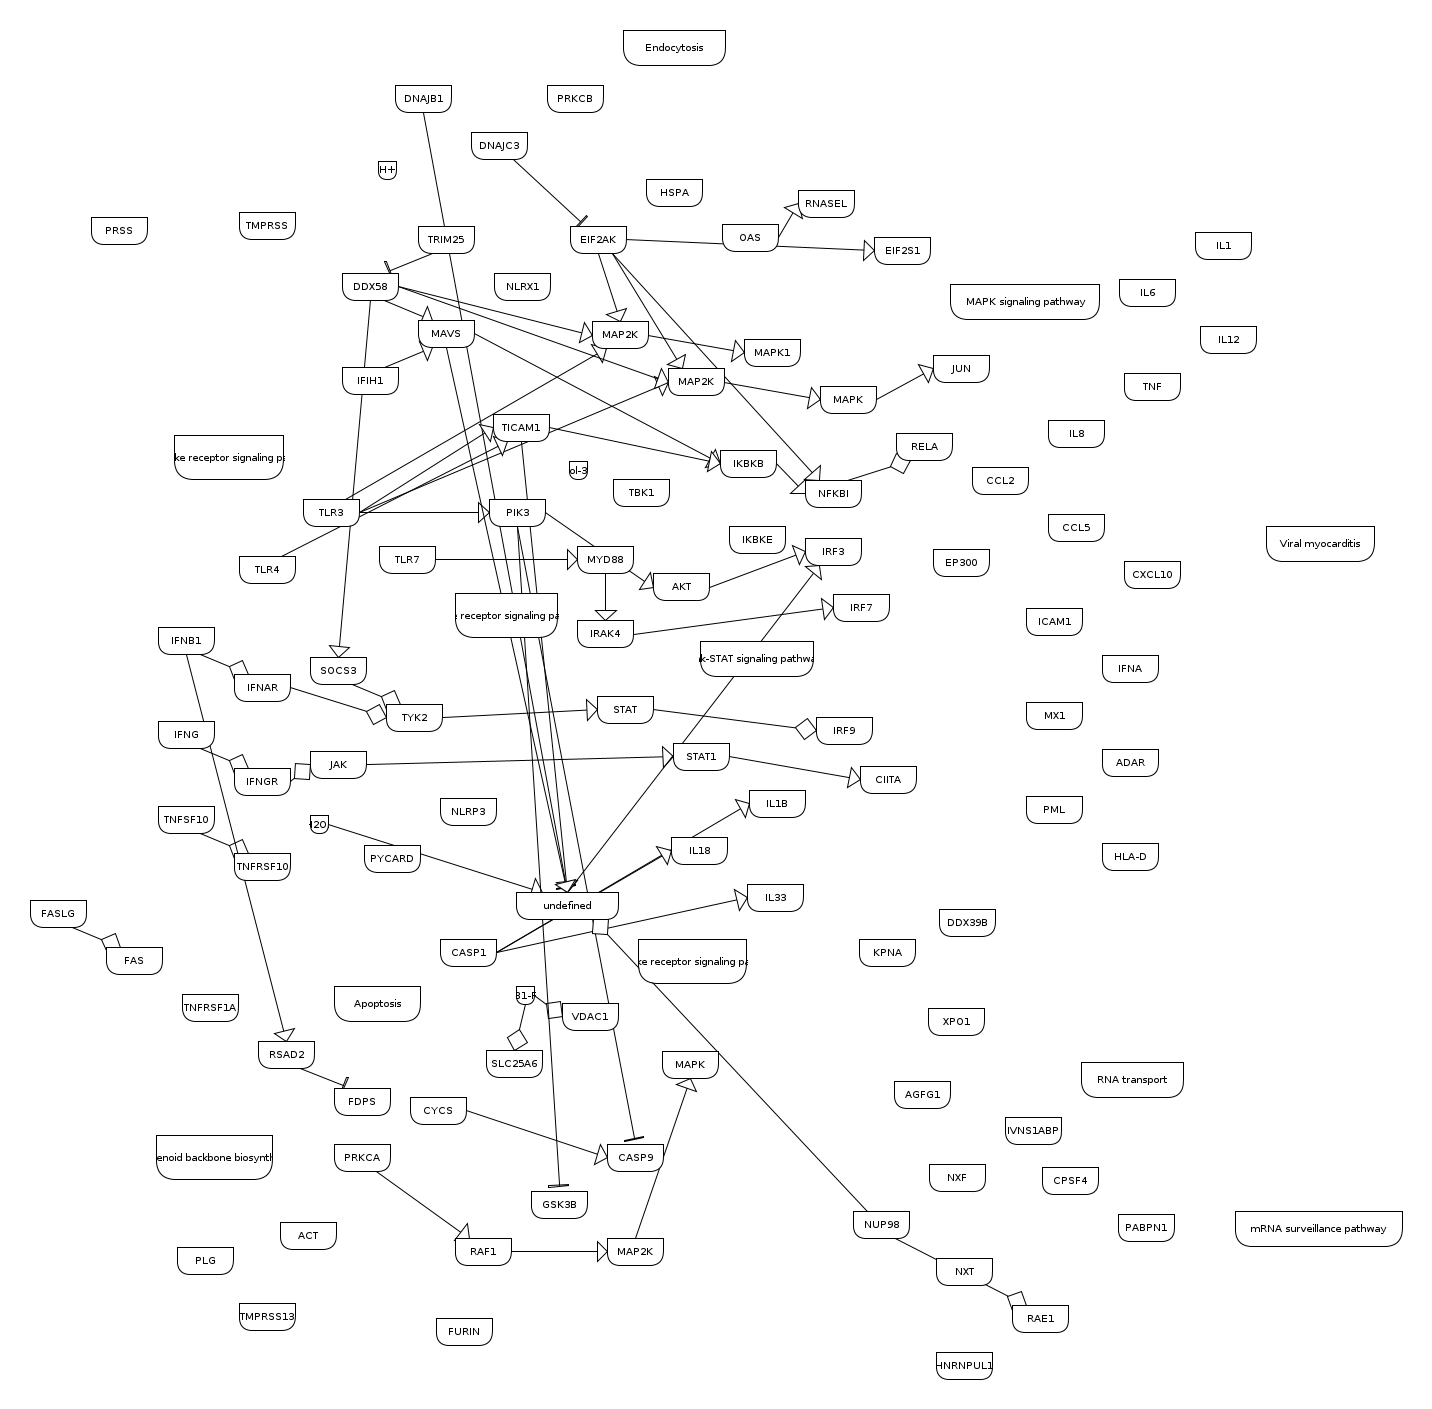 Endocytosis
DNAJB1
PRKCB
DNAJC3
H+
HSPA
RNASEL
PRSS
TMPRSS
TRIM25
EIF2AK
OAS
EIF2S1
IL1
DDX58
NLRX1
MAPK signaling pathway
IL6
MAVS
MAP2K
MAPK1
IL12
IFIH1
MAP2K
JUN
TNF
MAPK
TICAM1
IL8
ke receptor signaling pa
RELA
IKBKB
ol-3
CCL2
TBK1
NFKBI
TLR3
PIK3
CCL5
IKBKE
IRF3
Viral myocarditis
TLR4
TLR7
MYD88
EP300
CXCL10
AKT
IRF7
e receptor signaling pa
ICAM1
IFNB1
IRAK4
k-STAT signaling pathwa
SOCS3
IFNA
IFNAR
TYK2
STAT
MX1
IFNG
IRF9
JAK
STAT1
ADAR
IFNGR
CIITA
NLRP3
IL1B
PML
TNFSF10
H2O
IL18
PYCARD
HLA-D
TNFRSF10
IL33
undefined
FASLG
DDX39B
CASP1
KPNA
FAS
ke receptor signaling pa
31-F
TNFRSF1A
Apoptosis
VDAC1
XPO1
RSAD2
SLC25A6
MAPK
RNA transport
FDPS
AGFG1
CYCS
IVNS1ABP
enoid backbone biosynth
PRKCA
CASP9
NXF
CPSF4
GSK3B
NUP98
PABPN1
mRNA surveillance pathway
ACT
RAF1
MAP2K
PLG
NXT
TMPRSS13
RAE1
FURIN
HNRNPUL1